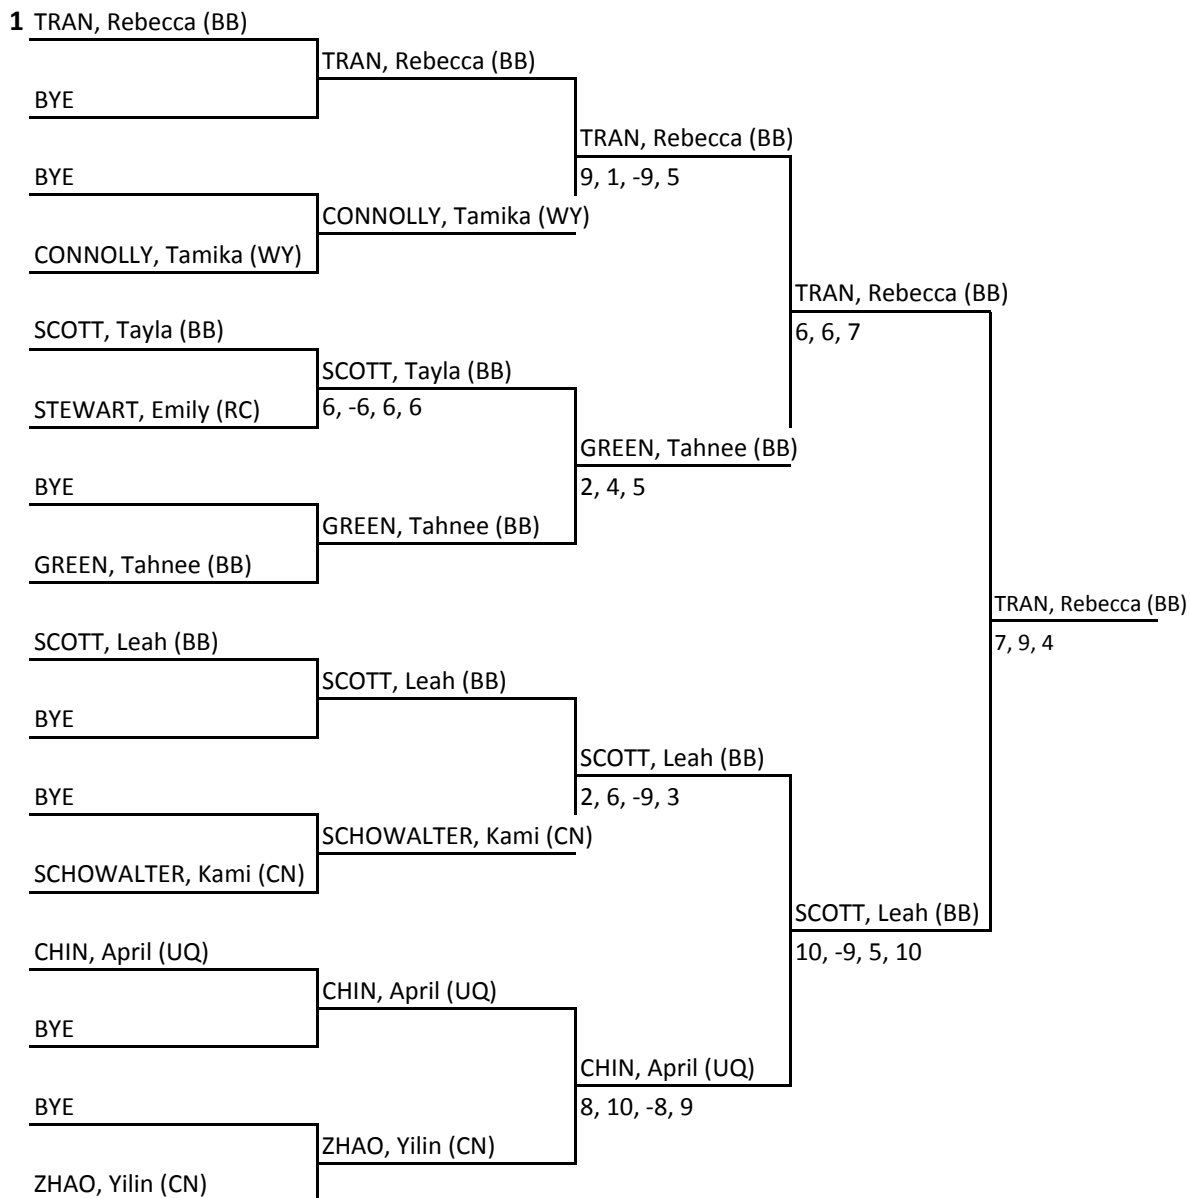 1 TRAN, Rebecca (BB)
TRAN, Rebecca (BB)
BYE
TRAN, Rebecca (BB)
BYE
9, 1, -9, 5
CONNOLLY, Tamika (WY)
CONNOLLY, Tamika (WY)
TRAN, Rebecca (BB)
SCOTT, Tayla (BB)
6, 6, 7
SCOTT, Tayla (BB)
STEWART, Emily (RC)
6, -6, 6, 6
GREEN, Tahnee (BB)
BYE
2, 4, 5
GREEN, Tahnee (BB)
GREEN, Tahnee (BB)
TRAN, Rebecca (BB)
SCOTT, Leah (BB)
7, 9, 4
SCOTT, Leah (BB)
BYE
SCOTT, Leah (BB)
BYE
2, 6, -9, 3
SCHOWALTER, Kami (CN)
SCHOWALTER, Kami (CN)
SCOTT, Leah (BB)
CHIN, April (UQ)
10, -9, 5, 10
CHIN, April (UQ)
BYE
CHIN, April (UQ)
BYE
8, 10, -8, 9
ZHAO, Yilin (CN)
ZHAO, Yilin (CN)